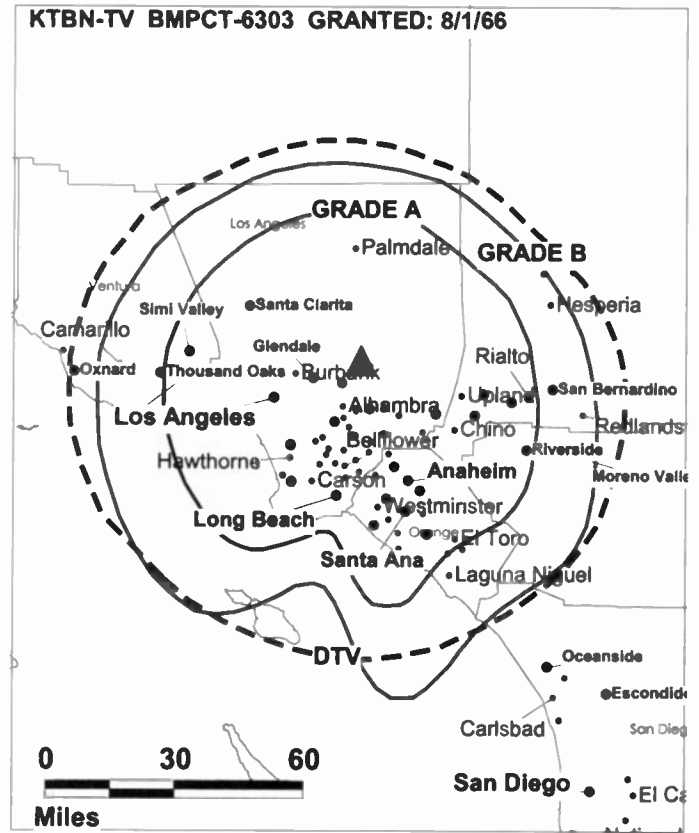 KTBN-TV BMPCT-6303 GRANTED: 8/1/66
GRADE A
Los Angeles
Palmdale
GRADE B
Ventura
Simi Valley
Santa Clarita
Hesperia
Camarillo
Glendale
Rialto
Oxnard
Thousand Oaks
Burbank
San Bernardino
Los Angeles
Alhambra
Upland
Redlands
Bellflower
Chino
Hawthorne
Riverside
Carson
Anaheim
Moreno Valle
Long Beach
Westminster
Orange
El Toro
Santa Ana
Laguna Niguel
DTV
Oceanside
Escondid
Carlsbad
San Dieg
0 30 60
San Diego
El Ca
Miles